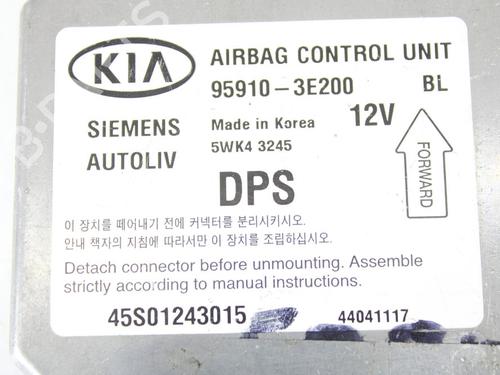 KIA
AIRBAG CONTROL UNIT
95910-3E200 BL
SIEMENS
AUTOLIV
Made in Korea 12V
5WK4 3245
FORWARD
DPS
이 장치를 떼어내기 전에 커넥터를 분리시키시오.
안내 책자의 지침에 따라서만 이 장치를 조립하십시오.
Detach connector before unmounting. Assemble
strictly according to manual instructions.
45S01243015 44041117